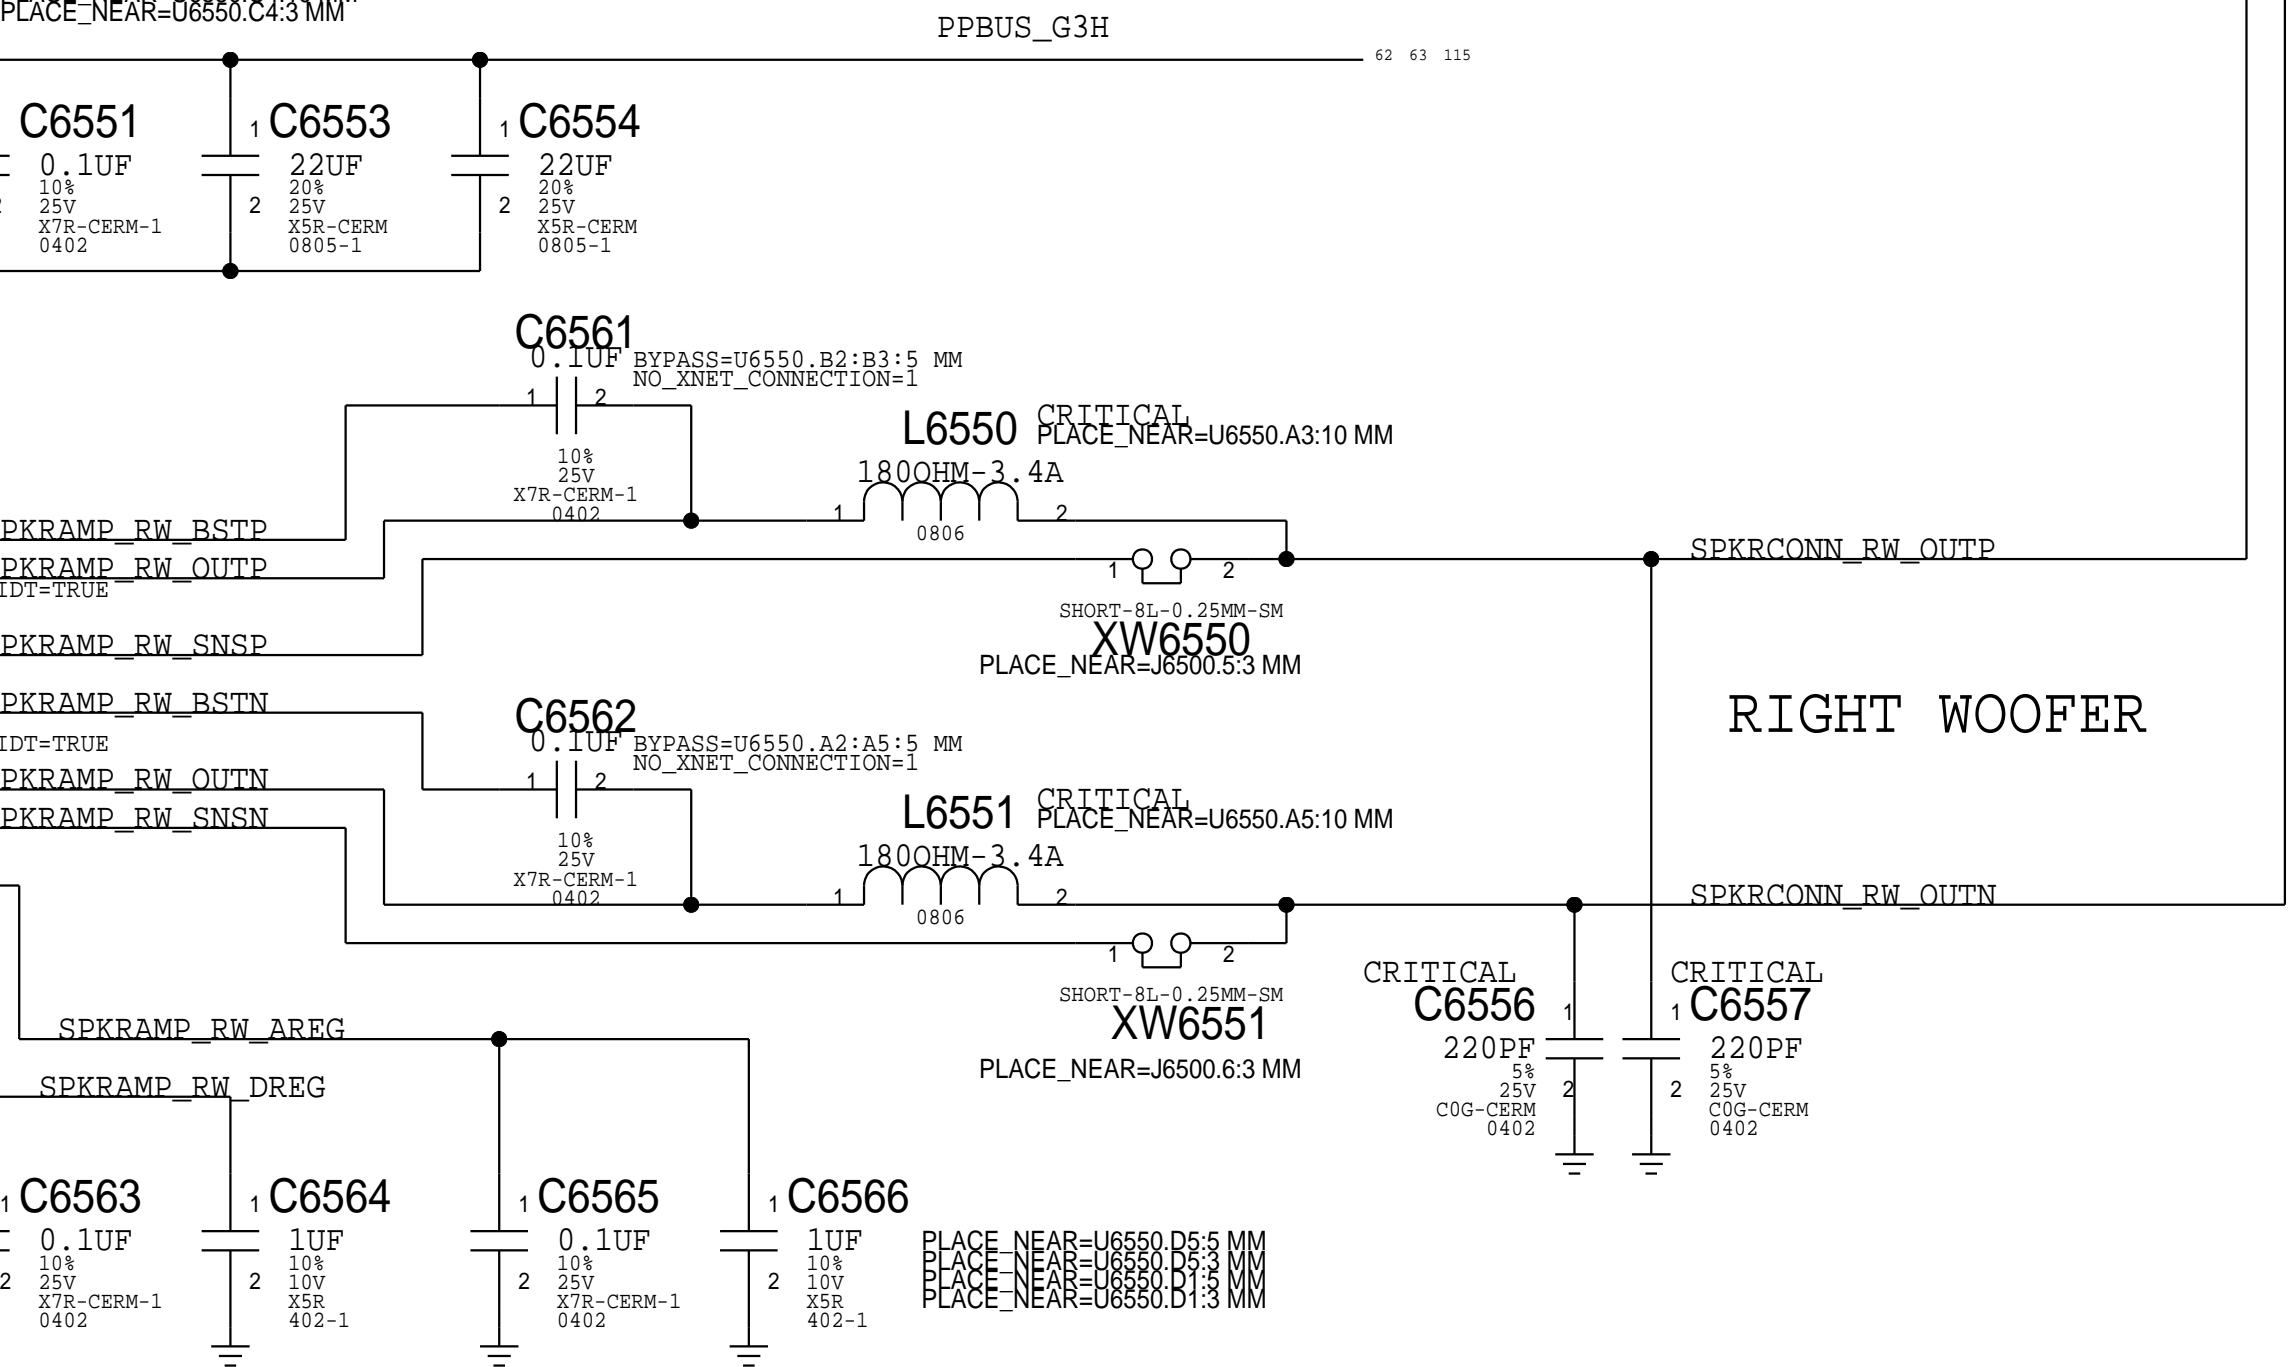 PLACE_NEAR=U6550.C4:3 MM
PPBUS_G3H
62 63 115
C6551
0.1UF
10%
25V
X7R-CERM-1
0402
1 C6553
22UF
20%
2 25V
X5R-CERM
0805-1
1 C6554
22UF
20%
2 25V
X5R-CERM
0805-1
C6561
0.1UF BYPASS=U6550.B2:B3:5 MM
NO_XNET_CONNECTION=1
1 2
10%
25V
X7R-CERM-1
0402
L6550 CRITICAL
PLACE_NEAR=U6550.A3:10 MM
180OHM-3.4A
1 2
0806
PKRAMP_RW_BSTP
PKRAMP_RW_OUTP
IDT=TRUE
SPKRCONN_RW_OUTP
1 2
SHORT-8L-0.25MM-SM
XW6550
PLACE_NEAR=J6500.5:3 MM
PKRAMP_RW_SNSP
PKRAMP_RW_BSTN
IDT=TRUE
PKRAMP_RW_OUTN
PKRAMP_RW_SNSN
C6562
0.1UF BYPASS=U6550.A2:A5:5 MM
NO_XNET_CONNECTION=1
1 2
10%
25V
X7R-CERM-1
0402
RIGHT WOOFER
L6551 CRITICAL
PLACE_NEAR=U6550.A5:10 MM
180OHM-3.4A
1 2
0806
SPKRCONN_RW_OUTN
1 2
SHORT-8L-0.25MM-SM
XW6551
PLACE_NEAR=J6500.6:3 MM
CRITICAL
C6556 1
220PF
5%
25V 2
C0G-CERM
0402
CRITICAL
1 C6557
220PF
5%
2 25V
C0G-CERM
0402
SPKRAMP_RW_AREG
SPKRAMP_RW_DREG
1 C6563
0.1UF
10%
2 25V
X7R-CERM-1
0402
1 C6564
1UF
10%
2 10V
X5R
402-1
1 C6565
0.1UF
10%
2 25V
X7R-CERM-1
0402
1 C6566
1UF
10%
2 10V
X5R
402-1
PLACE_NEAR=U6550.D5:5 MM
PLACE_NEAR=U6550.D5:3 MM
PLACE_NEAR=U6550.D1:5 MM
PLACE_NEAR=U6550.D1:3 MM